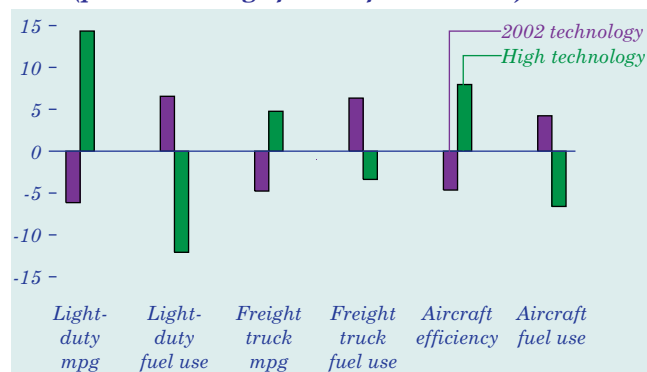 15
2002 technology
High technology
10
5
0
-5
-10
-15
Light-
duty
mpg
Light-
duty
fuel use
Freight
truck
mpg
Freight
truck
fuel use
Aircraft
efficiency
Aircraft
fuel use